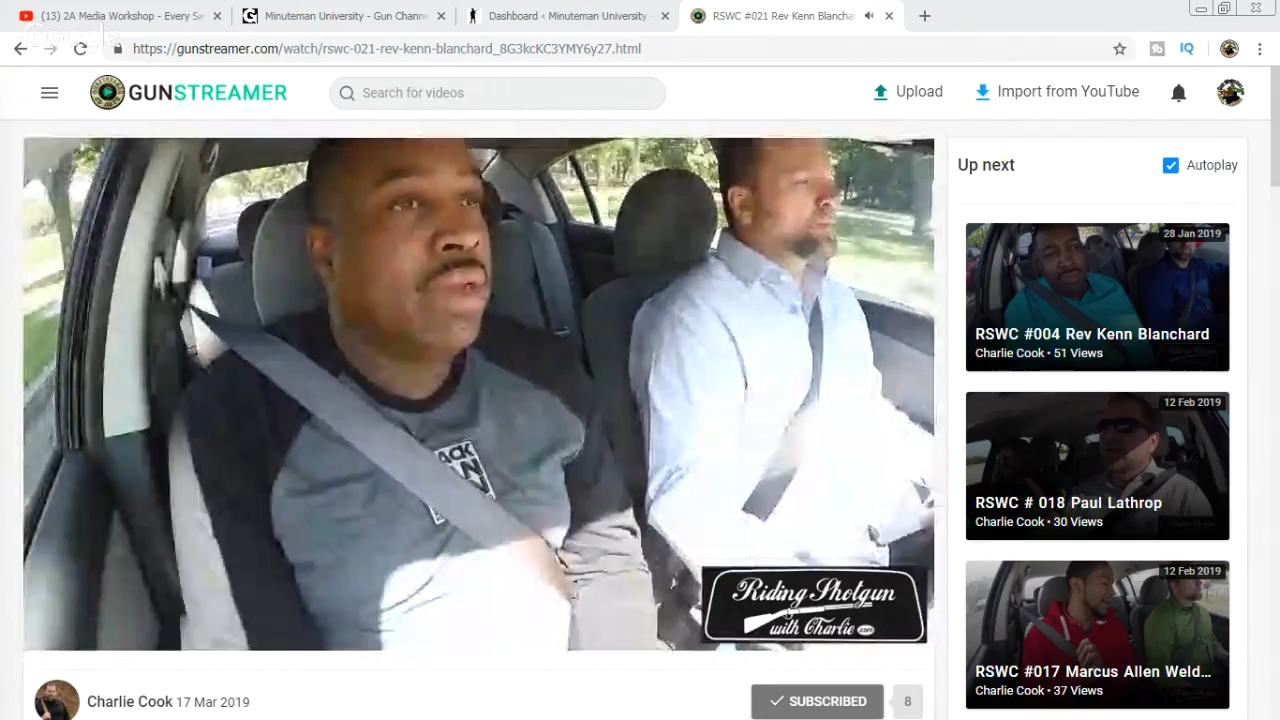 (13) 2A Media Workshop - Every Se
Minuteman University - Gun Chann
Dashboard ‹ Minuteman University
RSWC #021 Rev Kenn Blancha
https://gunstreamer.com/watch/rswc-021-rev-kenn-blanchard_8G3kcKC3YMY6y27.html
GUNSTREAMER
Search for videos
Upload
Import from YouTube
Riding Shotgun
with Charlie .com
Up next
Autoplay
28 Jan 2019
RSWC #004 Rev Kenn Blanchard
Charlie Cook • 51 Views
12 Feb 2019
RSWC # 018 Paul Lathrop
Charlie Cook • 30 Views
12 Feb 2019
RSWC #017 Marcus Allen Weld...
Charlie Cook • 37 Views
Charlie Cook 17 Mar 2019
SUBSCRIBED
8